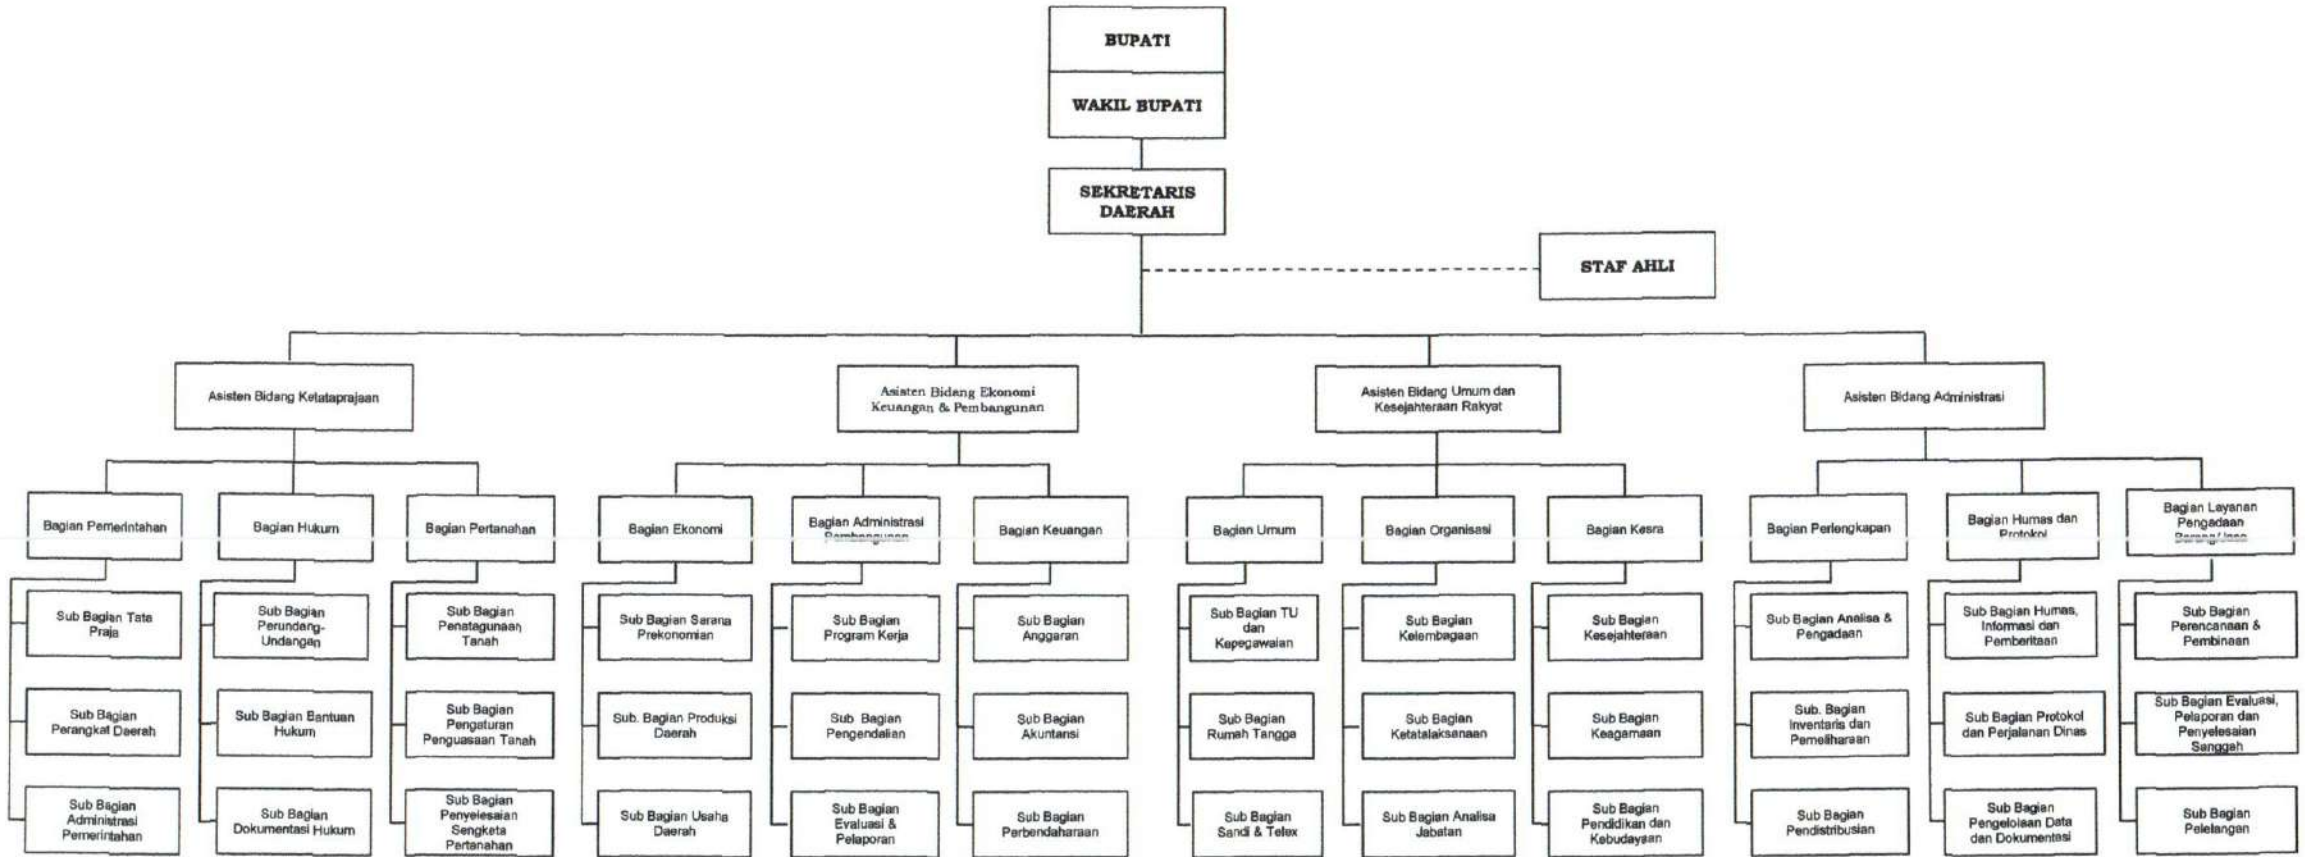 BUPATI
WAKIL BUPATI
SEKRETARIS
DAERAH
STAF AHLI
Asisten Bidang Ketataprajaan
Asisten Bidang Ekonomi
Keuangan & Pembangunan
Asisten Bidang Umum dan
Kesejahteraan Rakyat
Asisten Bidang Administrasi
Bagian Pemerintahan
Bagian Hukum
Bagian Pertanahan
Bagian Ekonomi
Bagian Administrasi
Pembangunan
Bagian Keuangan
Bagian Umum
Bagian Organisasi
Bagian Kesra
Bagian Perlengkapan
Bagian Humas dan
Protokol
Bagian Layanan
Pengadaan
Barang/Jasa
Sub Bagian Tata
Praja
Sub Bagian
Perundang-
Undangan
Sub Bagian
Penatagunaan
Tanah
Sub Bagian Sarana
Prekonomian
Sub Bagian
Program Kerja
Sub Bagian
Anggaran
Sub Bagian TU
dan
Kepegawaian
Sub Bagian
Kelembagaan
Sub Bagian
Kesejahteraan
Sub Bagian Analisa &
Pengadaan
Sub Bagian Humas,
Informasi dan
Pemberitaan
Sub Bagian
Perencanaan &
Pembinaan
Sub Bagian
Perangkat Daerah
Sub Bagian Bantuan
Hukum
Sub Bagian
Pengaturan
Penguasaan Tanah
Sub. Bagian Produksi
Daerah
Sub Bagian
Pengendalian
Sub Bagian
Akuntansi
Sub Bagian
Rumah Tangga
Sub Bagian
Ketatalaksanaan
Sub Bagian
Keagamaan
Sub. Bagian
Inventaris dan
Pemeliharaan
Sub Bagian Protokol
dan Perjalanan Dinas
Sub Bagian Evaluasi,
Pelaporan dan
Penyelesaian
Sanggah
Sub Bagian
Administrasi
Pemerintahan
Sub Bagian
Dokumentasi Hukum
Sub Bagian
Penyelesaian
Sengketa
Pertanahan
Sub Bagian Usaha
Daerah
Sub Bagian
Evaluasi &
Pelaporan
Sub Bagian
Perbendaharaan
Sub Bagian
Sandi & Telex
Sub Bagian Analisa
Jabatan
Sub Bagian
Pendidikan dan
Kebudayaan
Sub Bagian
Pendistribusian
Sub Bagian
Pengelolaan Data
dan Dokumentasi
Sub Bagian
Pelelangan